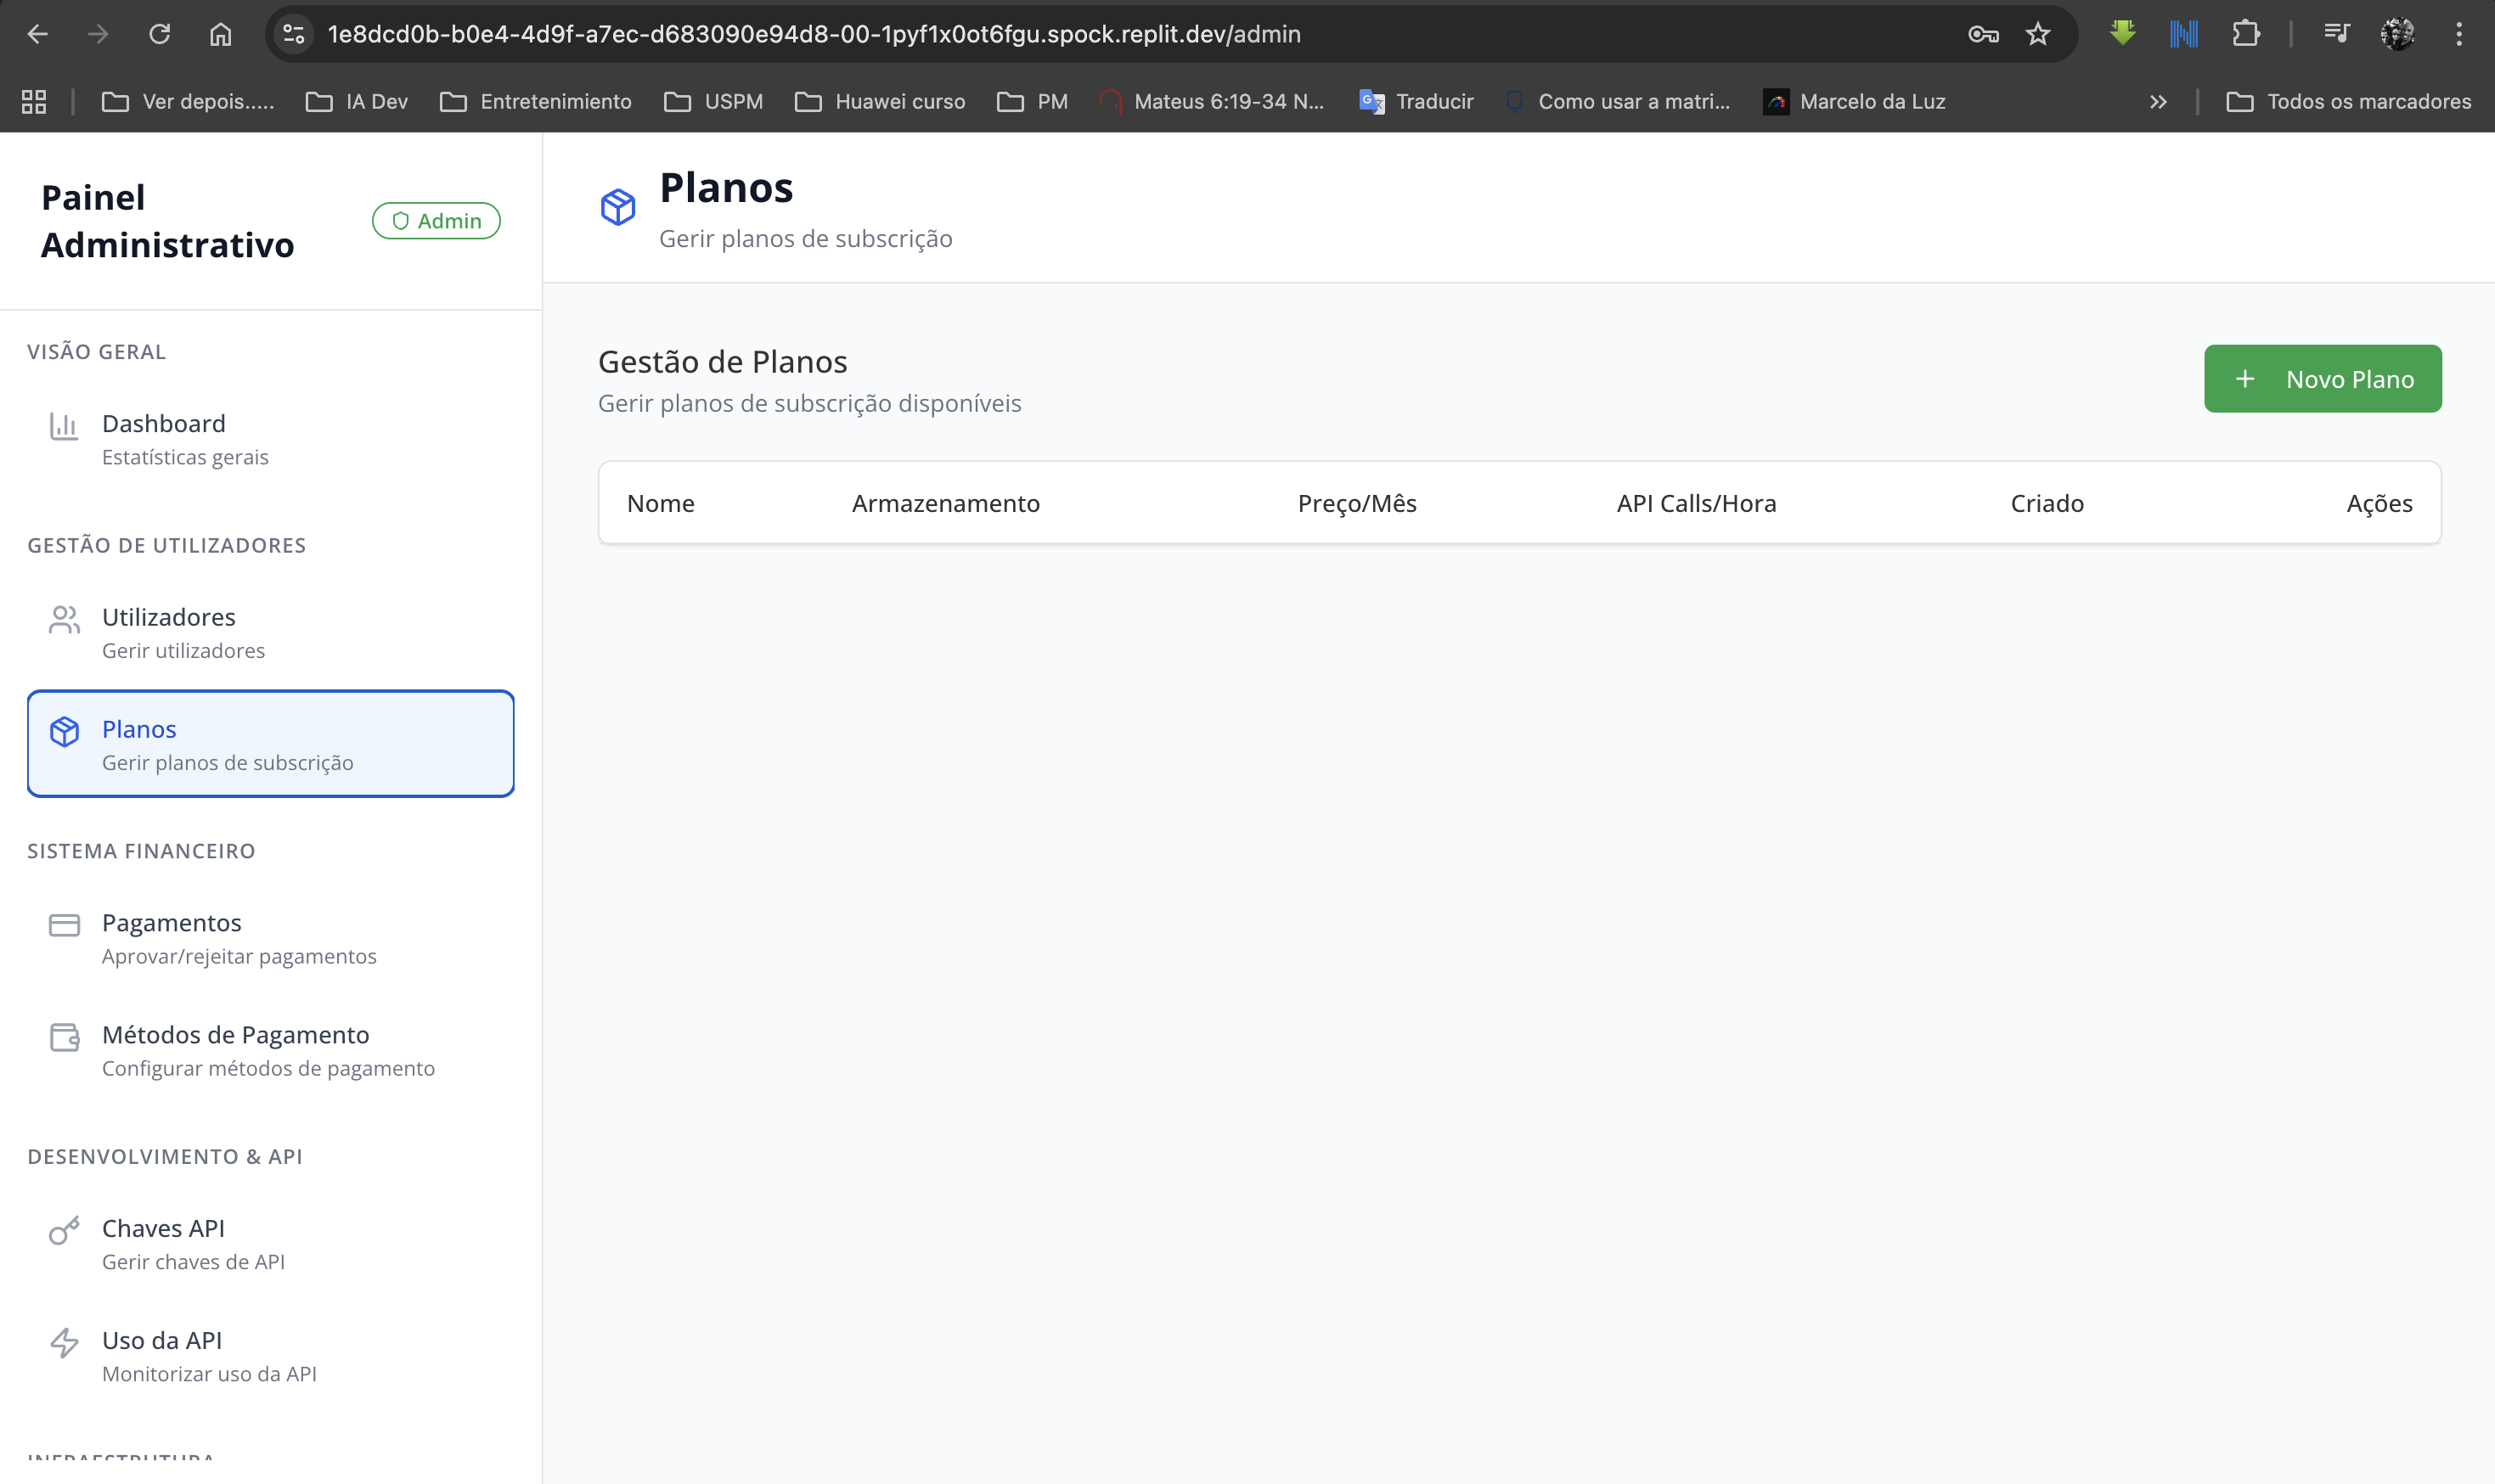 1e8dcd0b-b0e4-4d9f-a7ec-d683090e94d8-00-1pyf1x0ot6fgu.spock.replit.dev/admin
Ver depois.....
IA Dev
Entretenimiento
USPM
Huawei curso
PM
Mateus 6:19-34 N...
Traducir
Como usar a matri...
Marcelo da Luz
Todos os marcadores
Painel
Administrativo
Admin
VISÃO GERAL
Dashboard
Estatísticas gerais
GESTÃO DE UTILIZADORES
Utilizadores
Gerir utilizadores
Planos
Gerir planos de subscrição
SISTEMA FINANCEIRO
Pagamentos
Aprovar/rejeitar pagamentos
Métodos de Pagamento
Configurar métodos de pagamento
DESENVOLVIMENTO & API
Chaves API
Gerir chaves de API
Uso da API
Monitorizar uso da API
INFRAESTRUTURA
Planos
Gerir planos de subscrição
Gestão de Planos
Gerir planos de subscrição disponíveis
+ Novo Plano
Nome
Armazenamento
Preço/Mês
API Calls/Hora
Criado
Ações